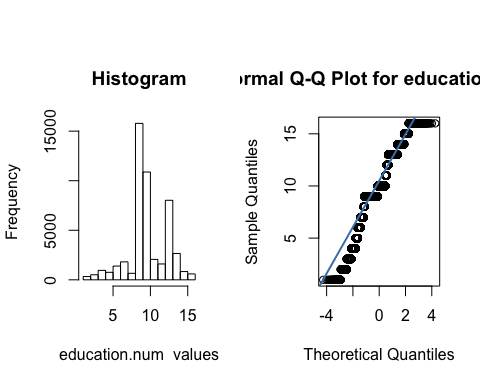 Histogram
Frequency
0 5000 15000
5 10 15
education.num values
ormal Q-Q Plot for educatio
Sample Quantiles
5 10 15
-4 -2 0 2 4
Theoretical Quantiles